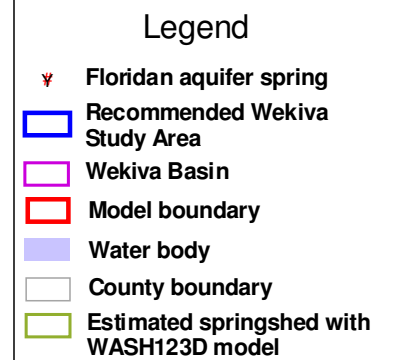 Legend
Floridan aquifer spring
Recommended Wekiva
Study Area
Wekiva Basin
Model boundary
Water body
County boundary
Estimated springshed with
WASH123D model